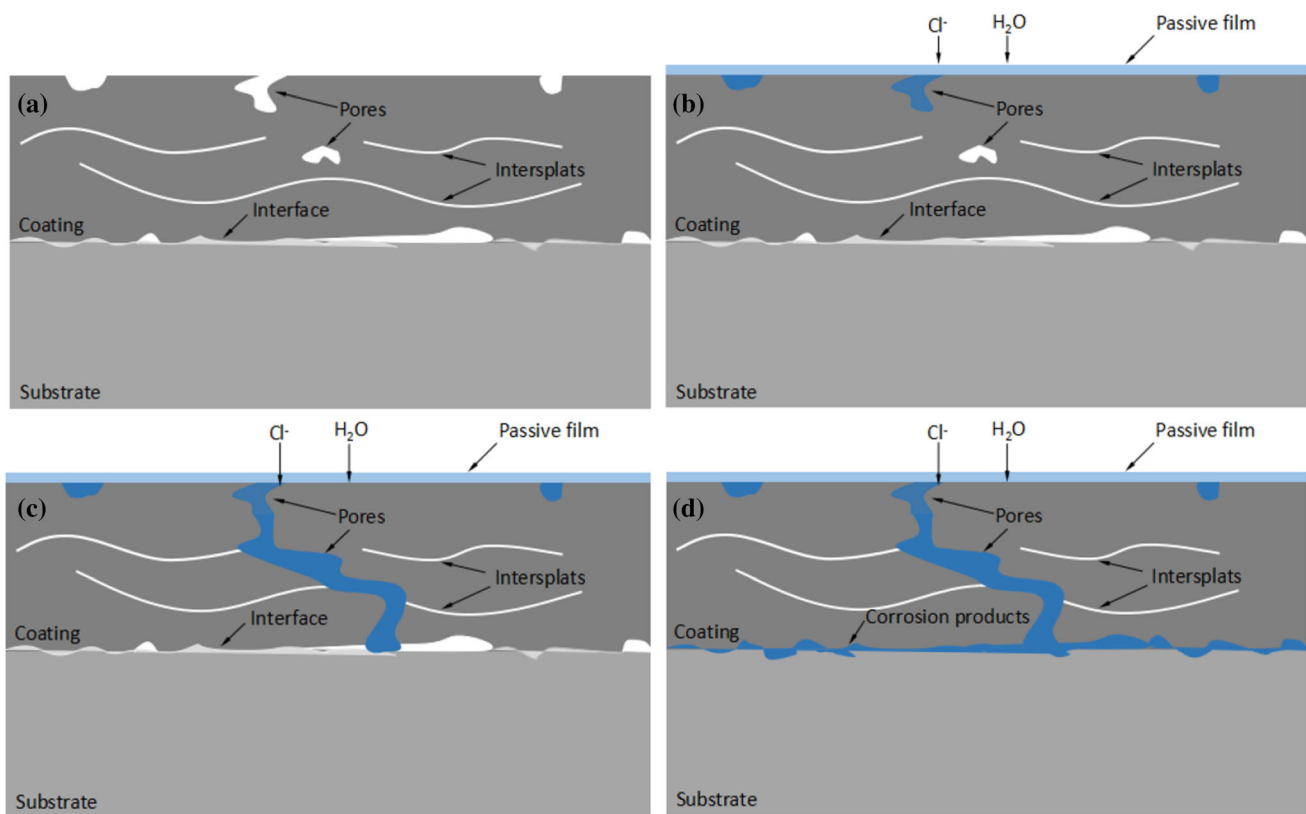 (a)
Pores
Intersplats
Interface
Coating
Substrate
Cl-
H2O
Passive film
(b)
Pores
Intersplats
Interface
Coating
Substrate
Cl-
H2O
Passive film
(c)
Pores
Intersplats
Interface
Coating
Substrate
Cl-
H2O
Passive film
(d)
Pores
Intersplats
Corrosion products
Coating
Substrate